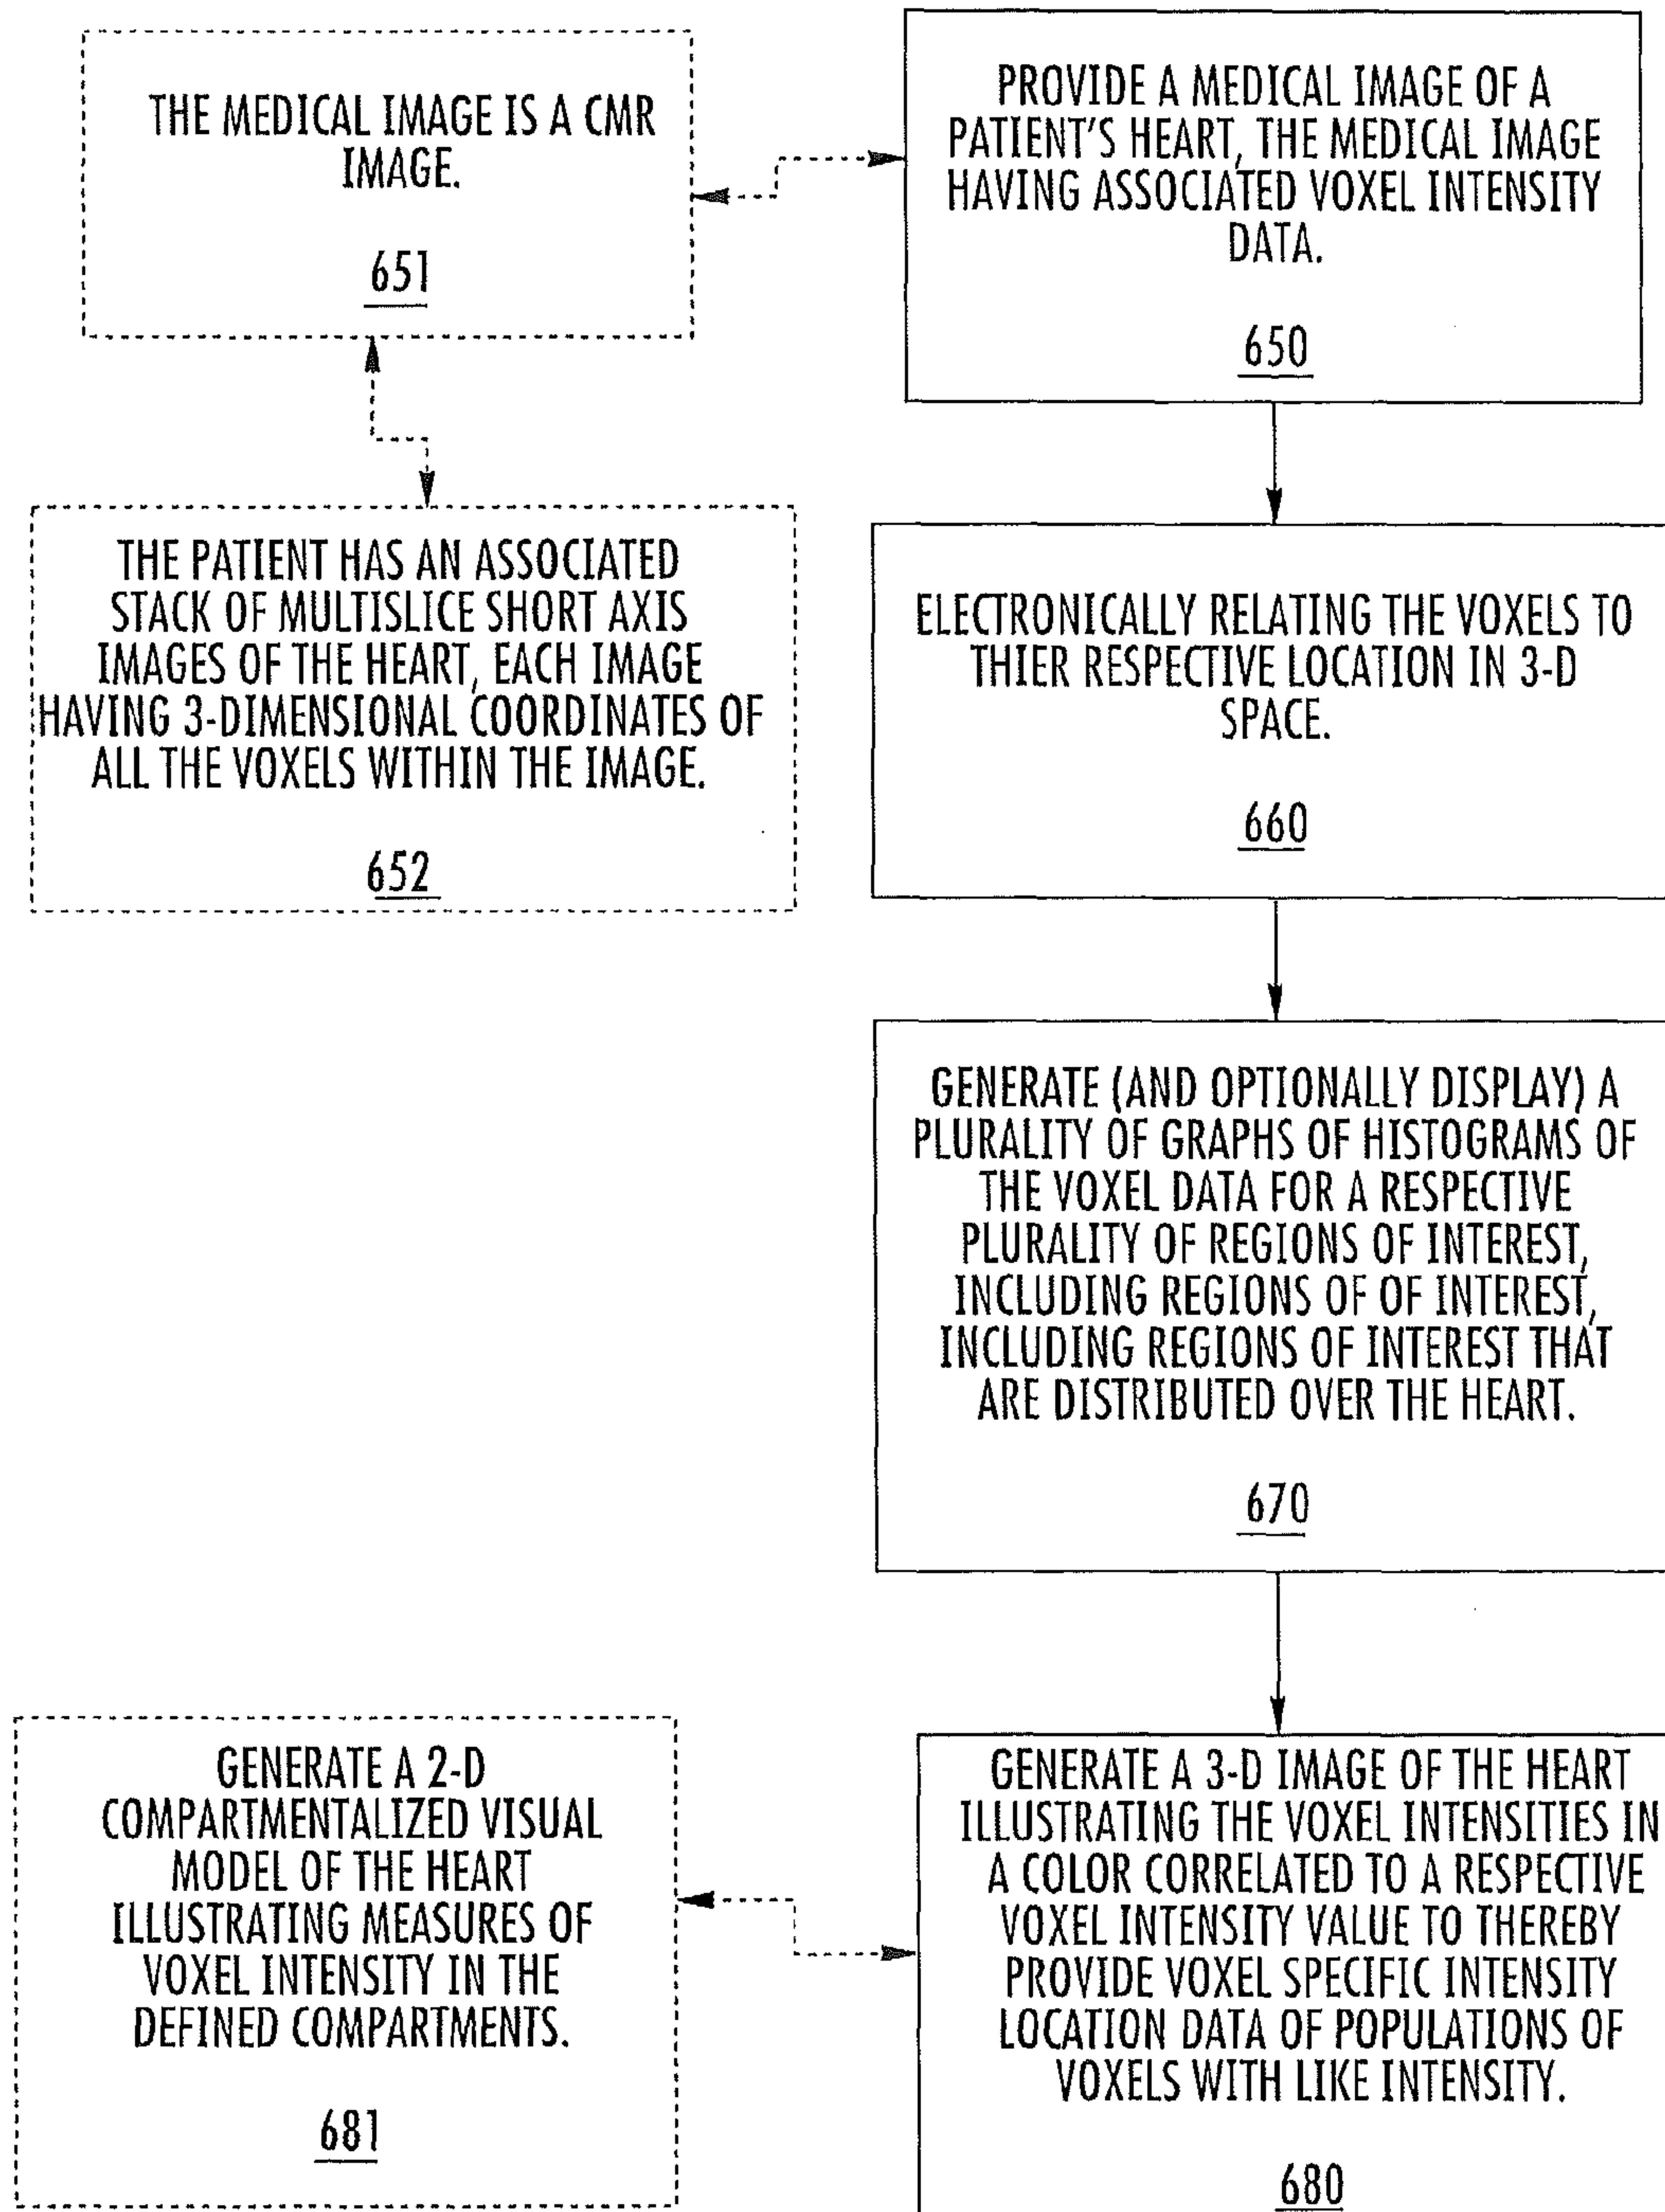 THE MEDICAL IMAGE IS A CMR
IMAGE.
651
PROVIDE A MEDICAL IMAGE OF A
PATIENT'S HEART, THE MEDICAL IMAGE
HAVING ASSOCIATED VOXEL INTENSITY
DATA.
650
THE PATIENT HAS AN ASSOCIATED
STACK OF MULTISLICE SHORT AXIS
IMAGES OF THE HEART, EACH IMAGE
HAVING 3-DIMENSIONAL COORDINATES OF
ALL THE VOXELS WITHIN THE IMAGE.
652
ELECTRONICALLY RELATING THE VOXELS TO
THIER RESPECTIVE LOCATION IN 3-D
SPACE.
660
GENERATE (AND OPTIONALLY DISPLAY) A
PLURALITY OF GRAPHS OF HISTOGRAMS OF
THE VOXEL DATA FOR A RESPECTIVE
PLURALITY OF REGIONS OF INTEREST,
INCLUDING REGIONS OF OF INTEREST,
INCLUDING REGIONS OF INTEREST THAT
ARE DISTRIBUTED OVER THE HEART.
670
GENERATE A 2-D
COMPARTMENTALIZED VISUAL
MODEL OF THE HEART
ILLUSTRATING MEASURES OF
VOXEL INTENSITY IN THE
DEFINED COMPARTMENTS.
681
GENERATE A 3-D IMAGE OF THE HEART
ILLUSTRATING THE VOXEL INTENSITIES IN
A COLOR CORRELATED TO A RESPECTIVE
VOXEL INTENSITY VALUE TO THEREBY
PROVIDE VOXEL SPECIFIC INTENSITY
LOCATION DATA OF POPULATIONS OF
VOXELS WITH LIKE INTENSITY.
680